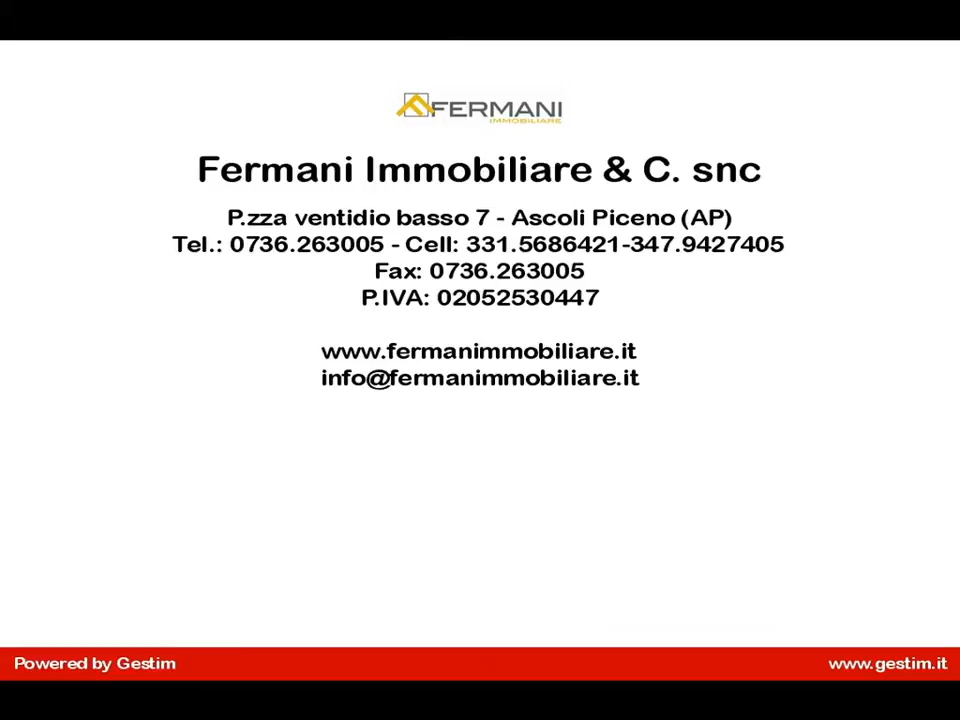 FERMANI
IMMOBILIARE
Fermani Immobiliare & C. snc
P.zza ventidio basso 7 - Ascoli Piceno (AP)
Tel.: 0736.263005 - Cell: 331.5686421-347.9427405
Fax: 0736.263005
P.IVA: 02052530447
www.fermanimmobiliare.it
info@fermanimmobiliare.it
Powered by Gestim
www.gestim.it